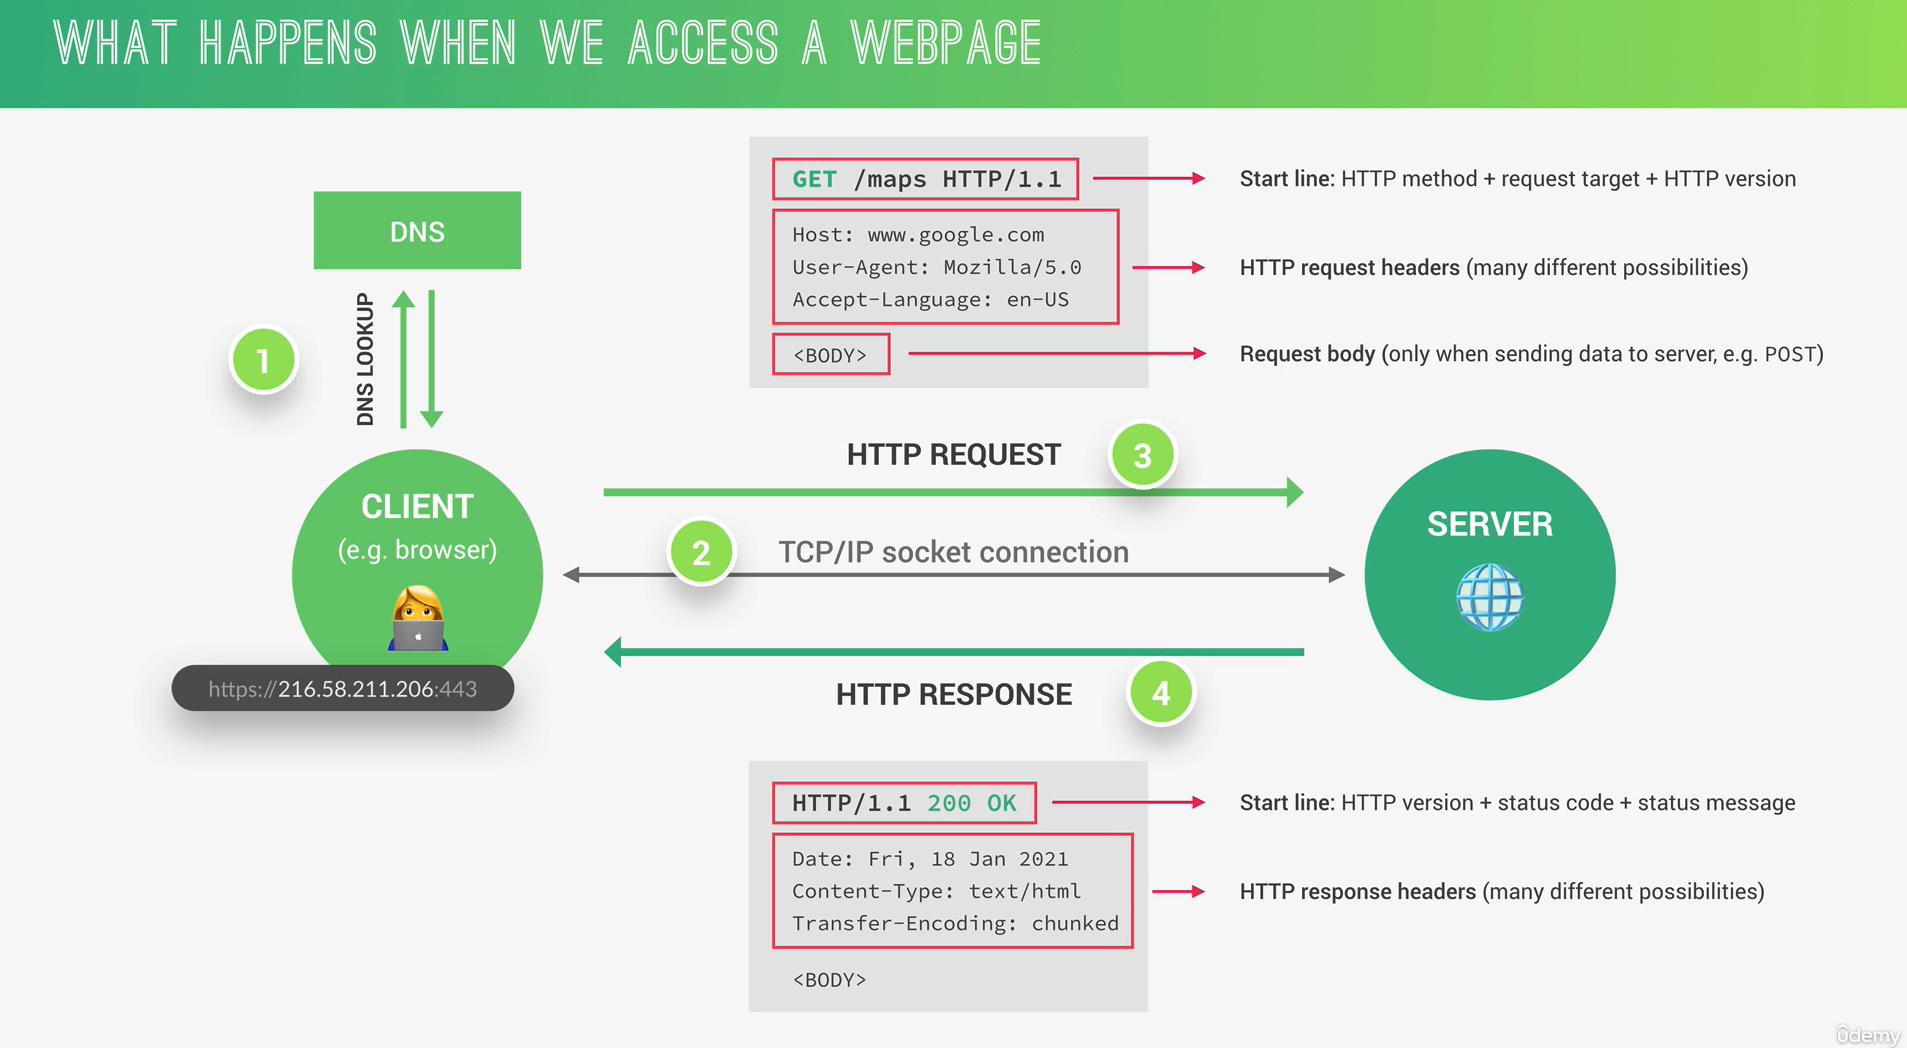 WHAT HAPPENS WHEN WE ACCESS A WEBPAGE
DNS
DNS LOOKUP
1
CLIENT
(e.g. browser)
https://216.58.211.206:443
GET /maps HTTP/1.1
Start line: HTTP method + request target + HTTP version
Host: www.google.com
User-Agent: Mozilla/5.0
Accept-Language: en-US
HTTP request headers (many different possibilities)
<BODY>
Request body (only when sending data to server, e.g. POST)
HTTP REQUEST
3
2
TCP/IP socket connection
SERVER
HTTP RESPONSE
4
HTTP/1.1 200 OK
Start line: HTTP version + status code + status message
Date: Fri, 18 Jan 2021
Content-Type: text/html
Transfer-Encoding: chunked
HTTP response headers (many different possibilities)
<BODY>
ûdemy